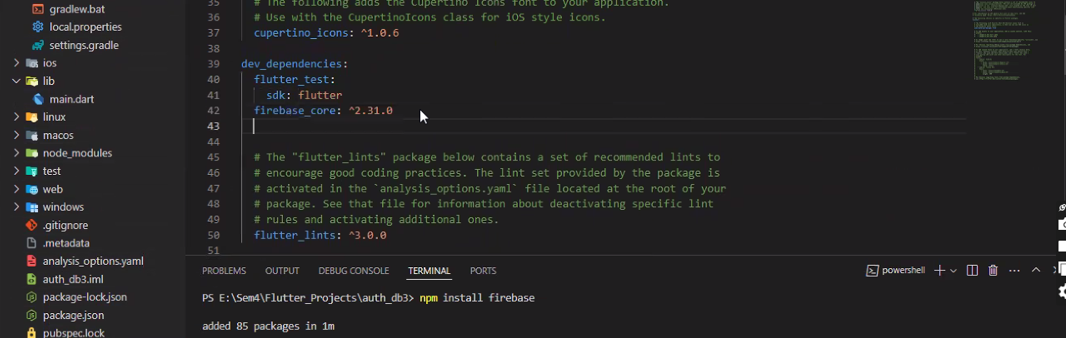 gradlew.bat
local.properties
settings.gradle
ios
lib
main.dart
linux
macos
node_modules
test
web
windows
.gitignore
.metadata
analysis_options.yaml
auth_db3.iml
package-lock.json
package.json
pubspec.lock
35 # The following adds the Cupertino Icons font to your application.
36 # Use with the CupertinoIcons class for iOS style icons.
37 cupertino_icons: ^1.0.6
38
39 dev_dependencies:
40 flutter_test:
41 sdk: flutter
42 firebase_core: ^2.31.0
43
44
45 # The "flutter_lints" package below contains a set of recommended lints to
46 # encourage good coding practices. The lint set provided by the package is
47 # activated in the `analysis_options.yaml` file located at the root of your
48 # package. See that file for information about deactivating specific lint
49 # rules and activating additional ones.
50 flutter_lints: ^3.0.0
51
PROBLEMS OUTPUT DEBUG CONSOLE TERMINAL PORTS powershell
PS E:\Sem4\Flutter_Projects\auth_db3> npm install firebase
added 85 packages in 1m